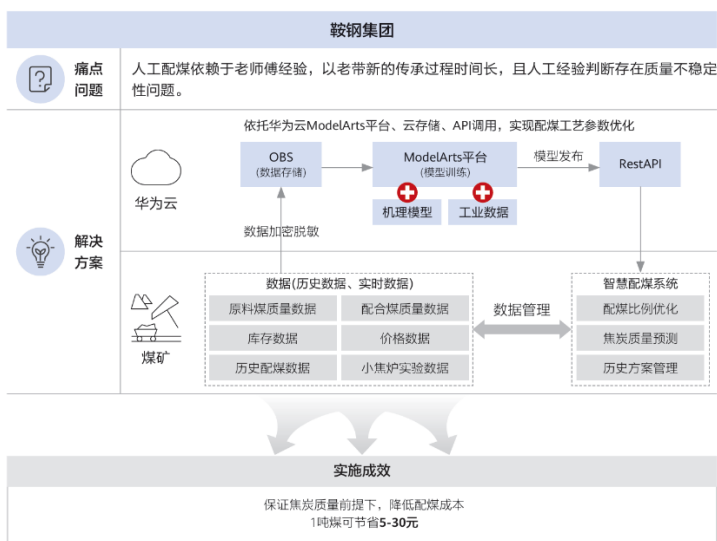 鞍钢集团
痛点
问题
人工配煤依赖于老师傅经验，以老带新的传承过程时间长，且人工经验判断存在质量不稳定
性问题。
解决
方案
依托华为云ModelArts平台、云存储、API调用，实现配煤工艺参数优化
华为云
OBS
(数据存储)
ModelArts平台
(模型训练)
模型发布
RestAPI
机理模型
工业数据
数据加密脱敏
煤矿
数据(历史数据、实时数据)
原料煤质量数据
配合煤质量数据
库存数据
价格数据
历史配煤数据
小焦炉实验数据
数据管理
智慧配煤系统
配煤比例优化
焦炭质量预测
历史方案管理
实施成效
保证焦炭质量前提下，降低配煤成本
1吨煤可节省5-30元